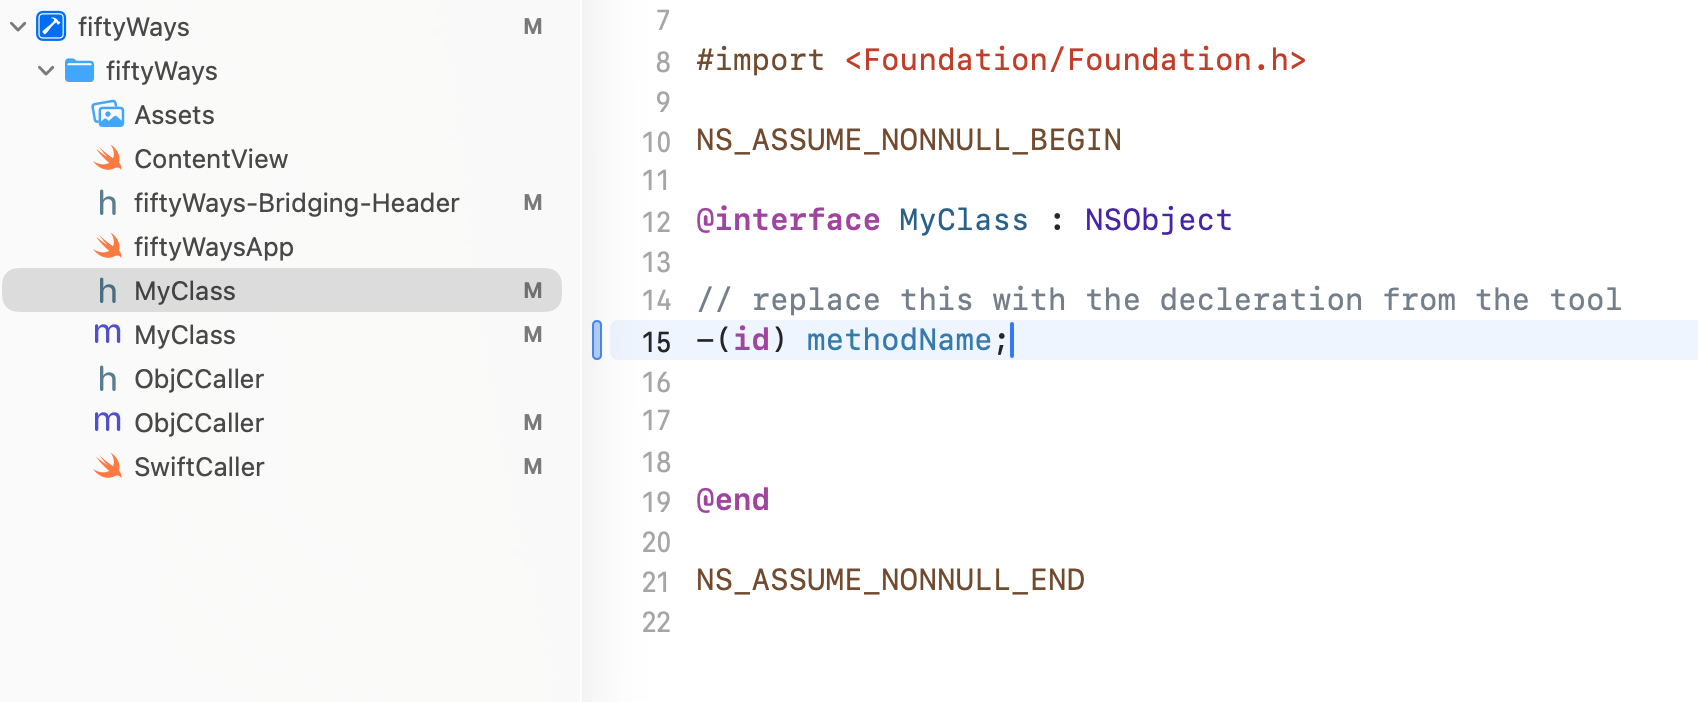 fiftyWays M
fiftyWays
Assets
ContentView
h fiftyWays-Bridging-Header M
fiftyWaysApp
h MyClass M
m MyClass M
h ObjCCaller
m ObjCCaller M
SwiftCaller M
7
8 #import <Foundation/Foundation.h>
9
10 NS_ASSUME_NONNULL_BEGIN
11
12 @interface MyClass : NSObject
13
14 // replace this with the decleration from the tool
15 -(id) methodName;
16
17
18
19 @end
20
21 NS_ASSUME_NONNULL_END
22